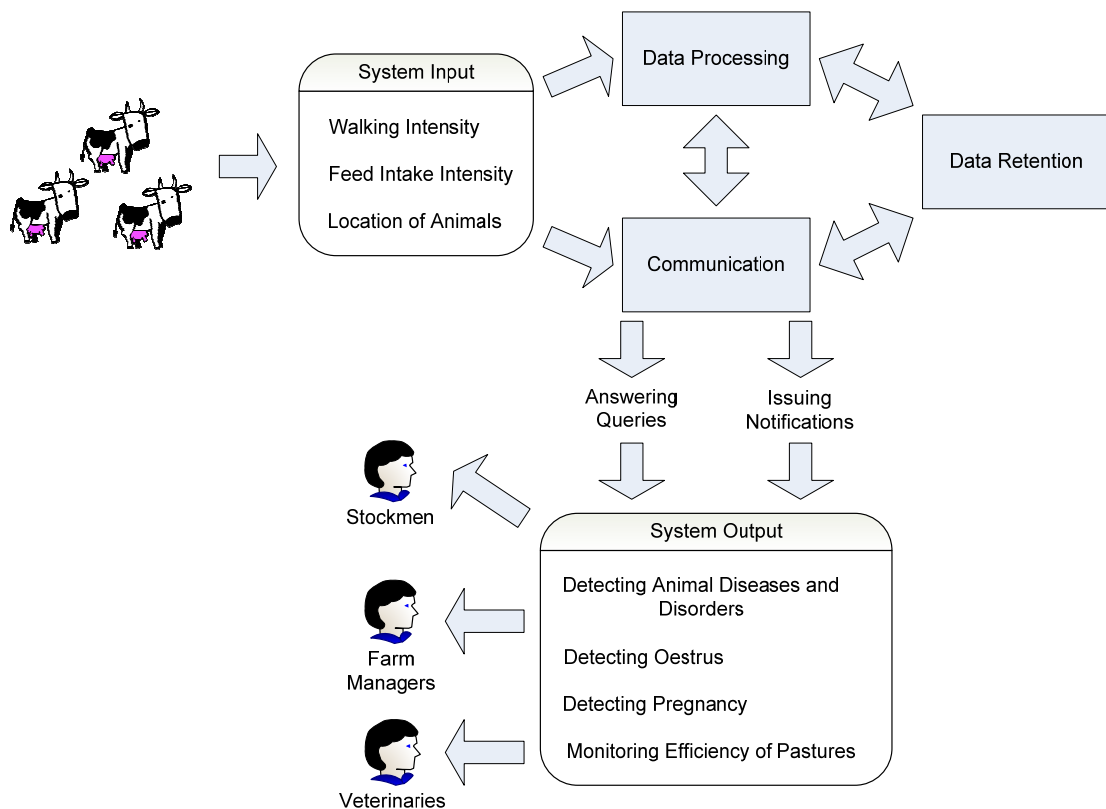 System Input
Walking Intensity
Feed Intake Intensity
Location of Animals
Data Processing
Data Retention
Communication
Answering
Queries
Issuing
Notifications
Stockmen
Farm
Managers
Veterinaries
System Output
Detecting Animal Diseases and
Disorders
Detecting Oestrus
Detecting Pregnancy
Monitoring Efficiency of Pastures